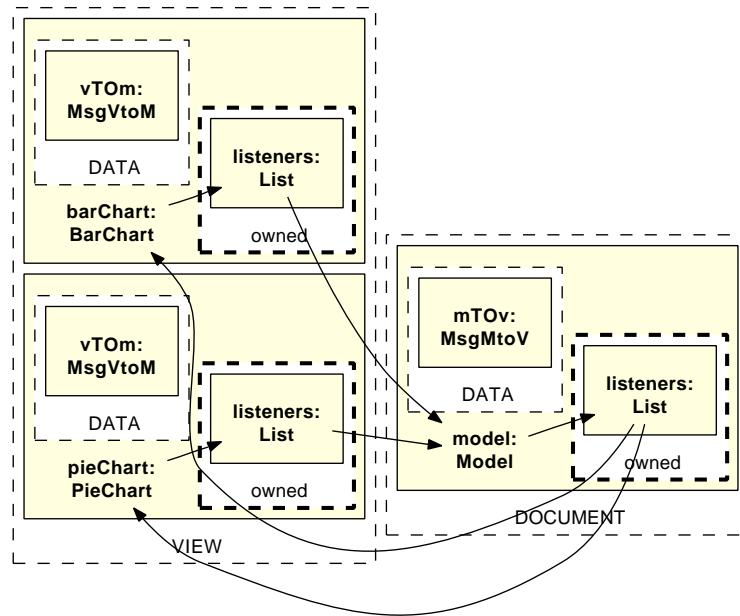 vTOm:
MsgVtoM
DATA
listeners:
List
owned
barChart:
BarChart
vTOm:
MsgVtoM
DATA
listeners:
List
owned
pieChart:
PieChart
VIEW
mTOv:
MsgMtoV
DATA
listeners:
List
owned
model:
Model
DOCUMENT